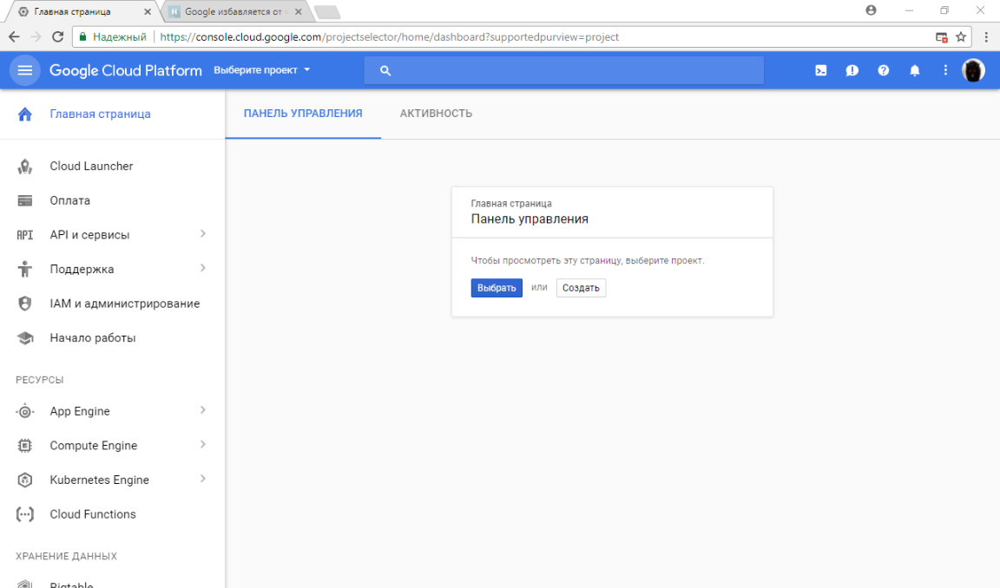 Главная страница
Google избавляется от
Надежный
https://console.cloud.google.com/projectselector/home/dashboard?supportedpurview=project
Google Cloud Platform
Выберите проект
Главная страница
ПАНЕЛЬ УПРАВЛЕНИЯ
АКТИВНОСТЬ
Cloud Launcher
Оплата
API
API и сервисы
Поддержка
IAM и администрирование
Начало работы
РЕСУРСЫ
App Engine
Compute Engine
Kubernetes Engine
Cloud Functions
ХРАНЕНИЕ ДАННЫХ
Bigtable
Главная страница
Панель управления
Чтобы просмотреть эту страницу, выберите проект.
Выбрать или Создать